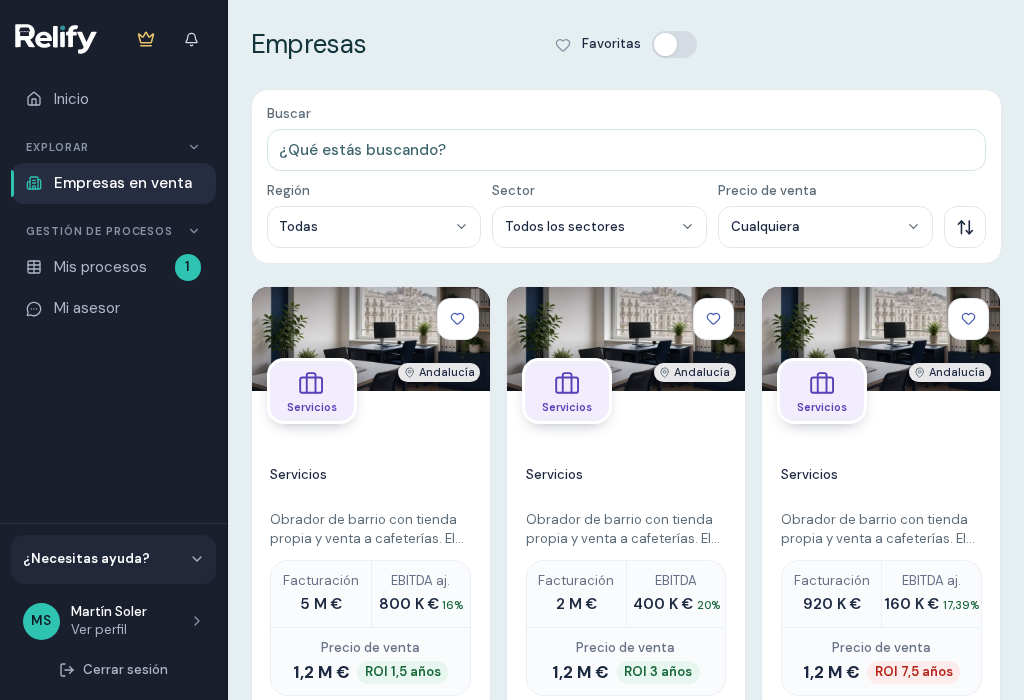 Relify
Inicio
EXPLORAR
Empresas en venta
GESTIÓN DE PROCESOS
Mis procesos 1
Mi asesor
¿Necesitas ayuda?
MS Martín Soler
Ver perfil
Cerrar sesión
Empresas
Favoritas
Buscar
¿Qué estás buscando?
Región Sector Precio de venta
Todas Todos los sectores Cualquiera
Andalucía Andalucía Andalucía
Servicios Servicios Servicios
Servicios Servicios Servicios
Obrador de barrio con tienda Obrador de barrio con tienda Obrador de barrio con tienda
propia y venta a cafeterías. El... propia y venta a cafeterías. El... propia y venta a cafeterías. El...
Facturación EBITDA aj. Facturación EBITDA Facturación EBITDA aj.
5 M € 800 K € 16% 2 M € 400 K € 20% 920 K € 160 K € 17,39%
Precio de venta Precio de venta Precio de venta
1,2 M € ROI 1,5 años 1,2 M € ROI 3 años 1,2 M € ROI 7,5 años